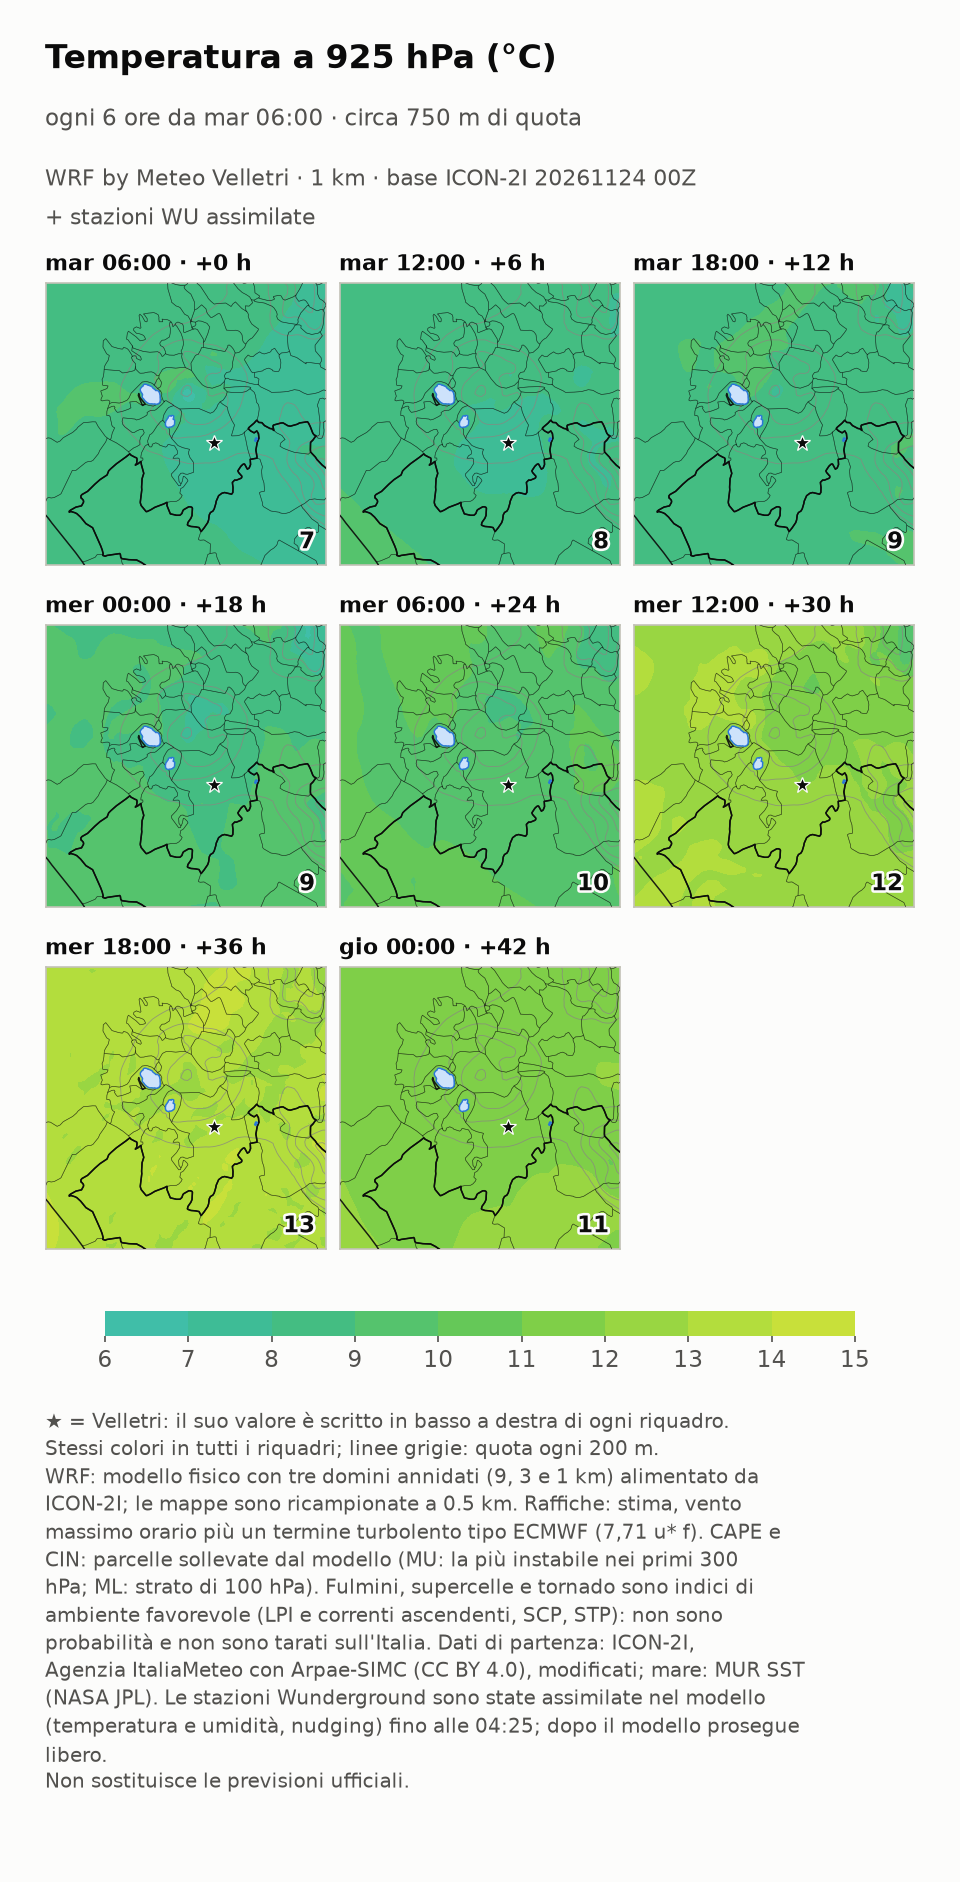 Temperatura a 925 hPa (°C)
ogni 6 ore da mar 06:00 · circa 750 m di quota
WRF by Meteo Velletri · 1 km · base ICON-2I 20261124 00Z
+ stazioni WU assimilate
mar 06:00 · +0 h
mar 12:00 · +6 h
mar 18:00 · +12 h
7
8
9
mer 00:00 · +18 h
mer 06:00 · +24 h
mer 12:00 · +30 h
9
10
12
mer 18:00 · +36 h
gio 00:00 · +42 h
13
11
6 7 8 9 10 11 12 13 14 15
★ = Velletri: il suo valore è scritto in basso a destra di ogni riquadro.
Stessi colori in tutti i riquadri; linee grigie: quota ogni 200 m.
WRF: modello fisico con tre domini annidati (9, 3 e 1 km) alimentato da
ICON-2I; le mappe sono ricampionate a 0.5 km. Raffiche: stima, vento
massimo orario più un termine turbolento tipo ECMWF (7,71 u* f). CAPE e
CIN: parcelle sollevate dal modello (MU: la più instabile nei primi 300
hPa; ML: strato di 100 hPa). Fulmini, supercelle e tornado sono indici di
ambiente favorevole (LPI e correnti ascendenti, SCP, STP): non sono
probabilità e non sono tarati sull'Italia. Dati di partenza: ICON-2I,
Agenzia ItaliaMeteo con Arpae-SIMC (CC BY 4.0), modificati; mare: MUR SST
(NASA JPL). Le stazioni Wunderground sono state assimilate nel modello
(temperatura e umidità, nudging) fino alle 04:25; dopo il modello prosegue
libero.
Non sostituisce le previsioni ufficiali.